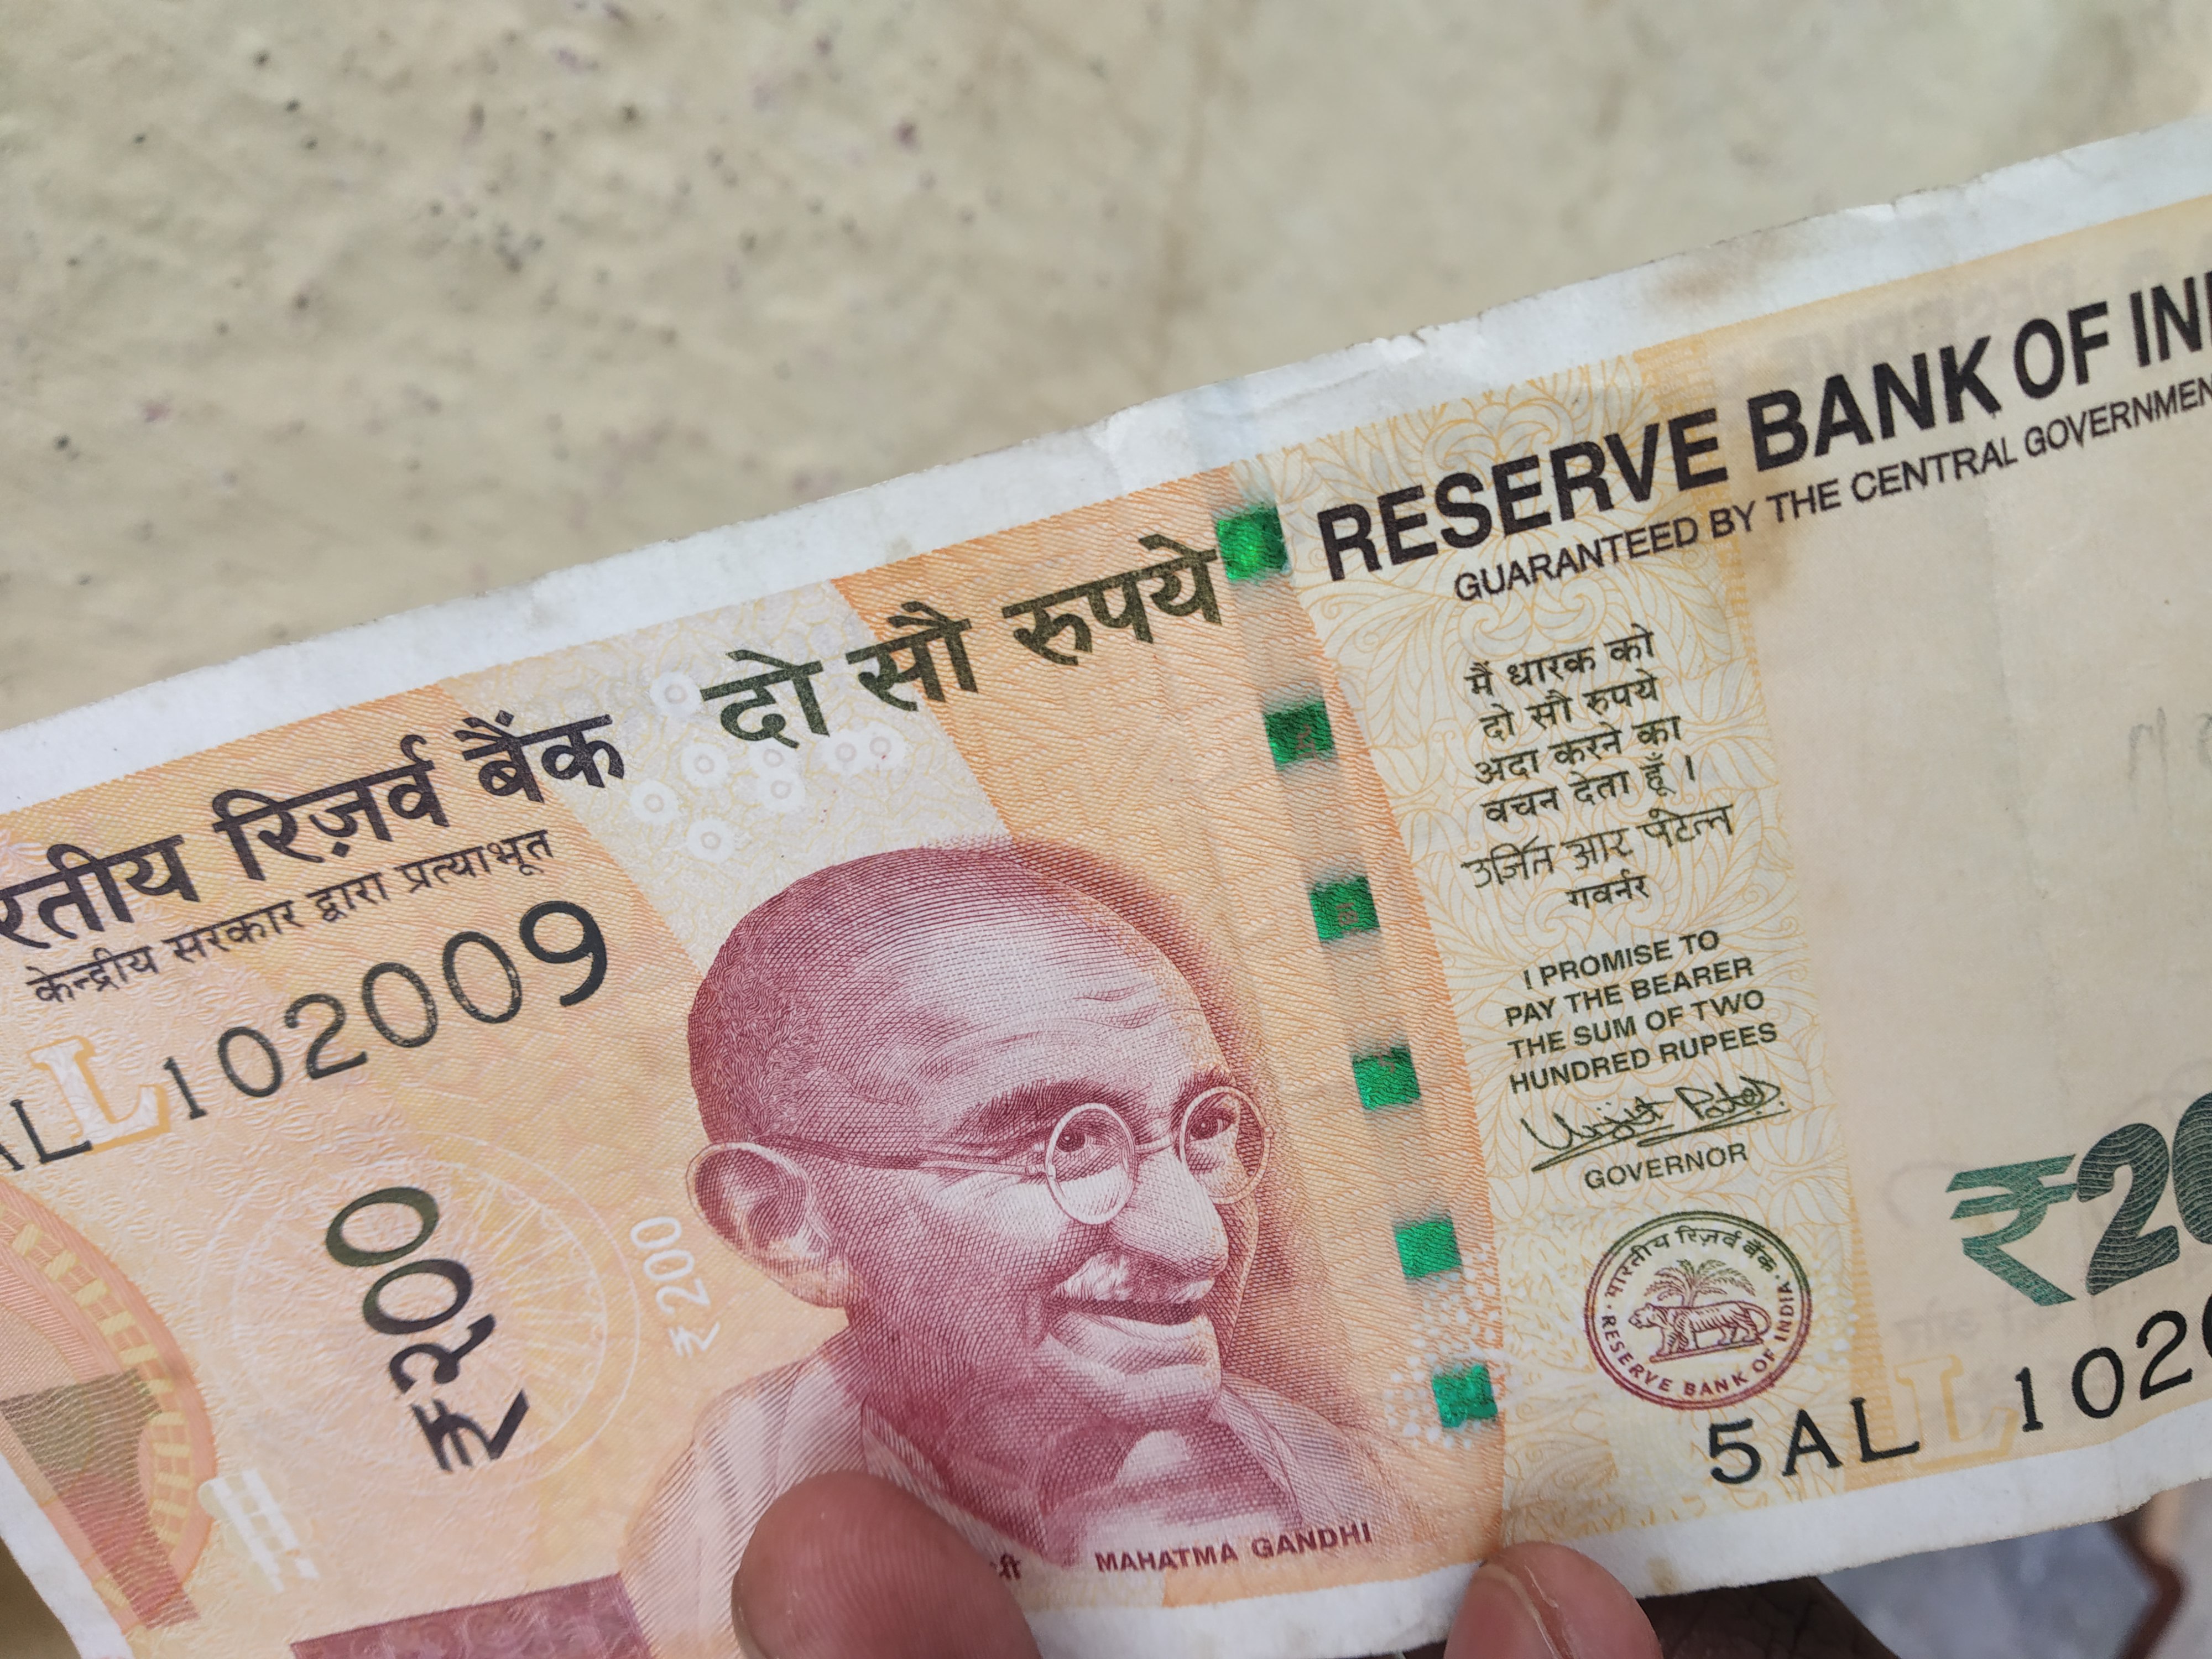 रतीय रिज़र्व बैंक
केन्द्रीय सरकार द्वारा प्रत्याभूत
AL 102009
₹२००
₹200
दो सौ रुपये
MAHATMA GANDHI
RESERVE BANK OF IN
GUARANTEED BY THE CENTRAL GOVERNMEN
मैं धारक को
दो सौ रुपये
अदा करने का
वचन देता हूँ।
उर्जित आर पटेल
गवर्नर
I PROMISE TO
PAY THE BEARER
THE SUM OF TWO
HUNDRED RUPEES
GOVERNOR
भारतीय रिज़र्व बैंक
RESERVE BANK OF INDIA
5AL 102
₹20